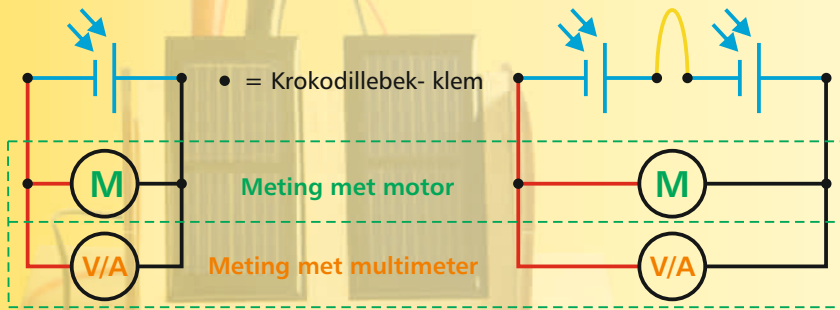 = Krokodillebek- klem
M
Meting met motor
M
V/A
Meting met multimeter
V/A